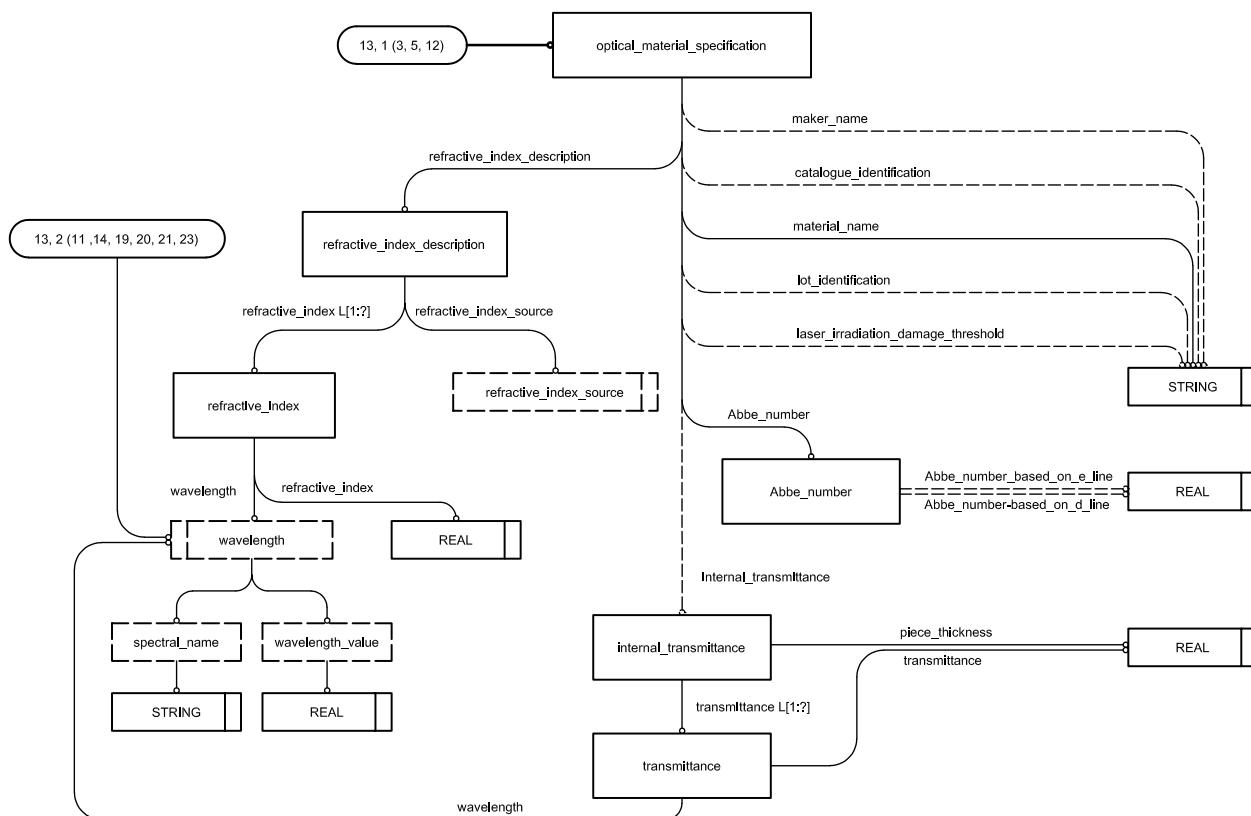 13, 1 (3, 5, 12)
optical_material_specification
maker_name
refractive_index_description
catalogue_identification
13, 2 (11 ,14, 19, 20, 21, 23)
refractive_index_description
material_name
lot_identification
refractive_index L[1:?]
refractive_index_source
laser_irradiation_damage_threshold
refractive_index
refractive_index_source
STRING
Abbe_number
wavelength
refractive_index
Abbe_number
Abbe_number_based_on_e_line
REAL
Abbe_number-based_on_d_line
wavelength
REAL
Internal_transmittance
spectral_name
wavelength_value
internal_transmittance
piece_thickness
REAL
transmittance
STRING
REAL
transmittance L[1:?]
transmittance
wavelength